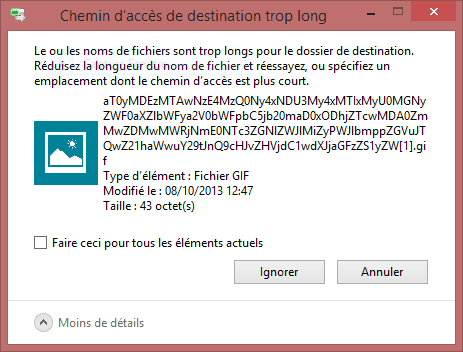 Chemin d'accès de destination trop long
Le ou les noms de fichiers sont trop longs pour le dossier de destination.
Réduisez la longueur du nom de fichier et réessayez, ou spécifiez un
emplacement dont le chemin d'accès est plus court.
aT0yMDEzMTAwNzE4MzQ0Ny4xNDU3My4xMTIxMyU0MGNy
ZWF0aXZlbWFya2V0bWFpbC5jb20maD0xODhjZTcwMDA0Zm
MwZDMwMWRjNmE0NTc3ZGNlZWJlMiZyPWJlbmppZGVuJT
QwZ21haWwuY29tJnQ9cHJvZHVjdC1wdXJjaGFzZS1yZW[1].gi
f
Type d'élément : Fichier GIF
Modifié le : 08/10/2013 12:47
Taille : 43 octet(s)
Faire ceci pour tous les éléments actuels
Ignorer
Annuler
Moins de détails